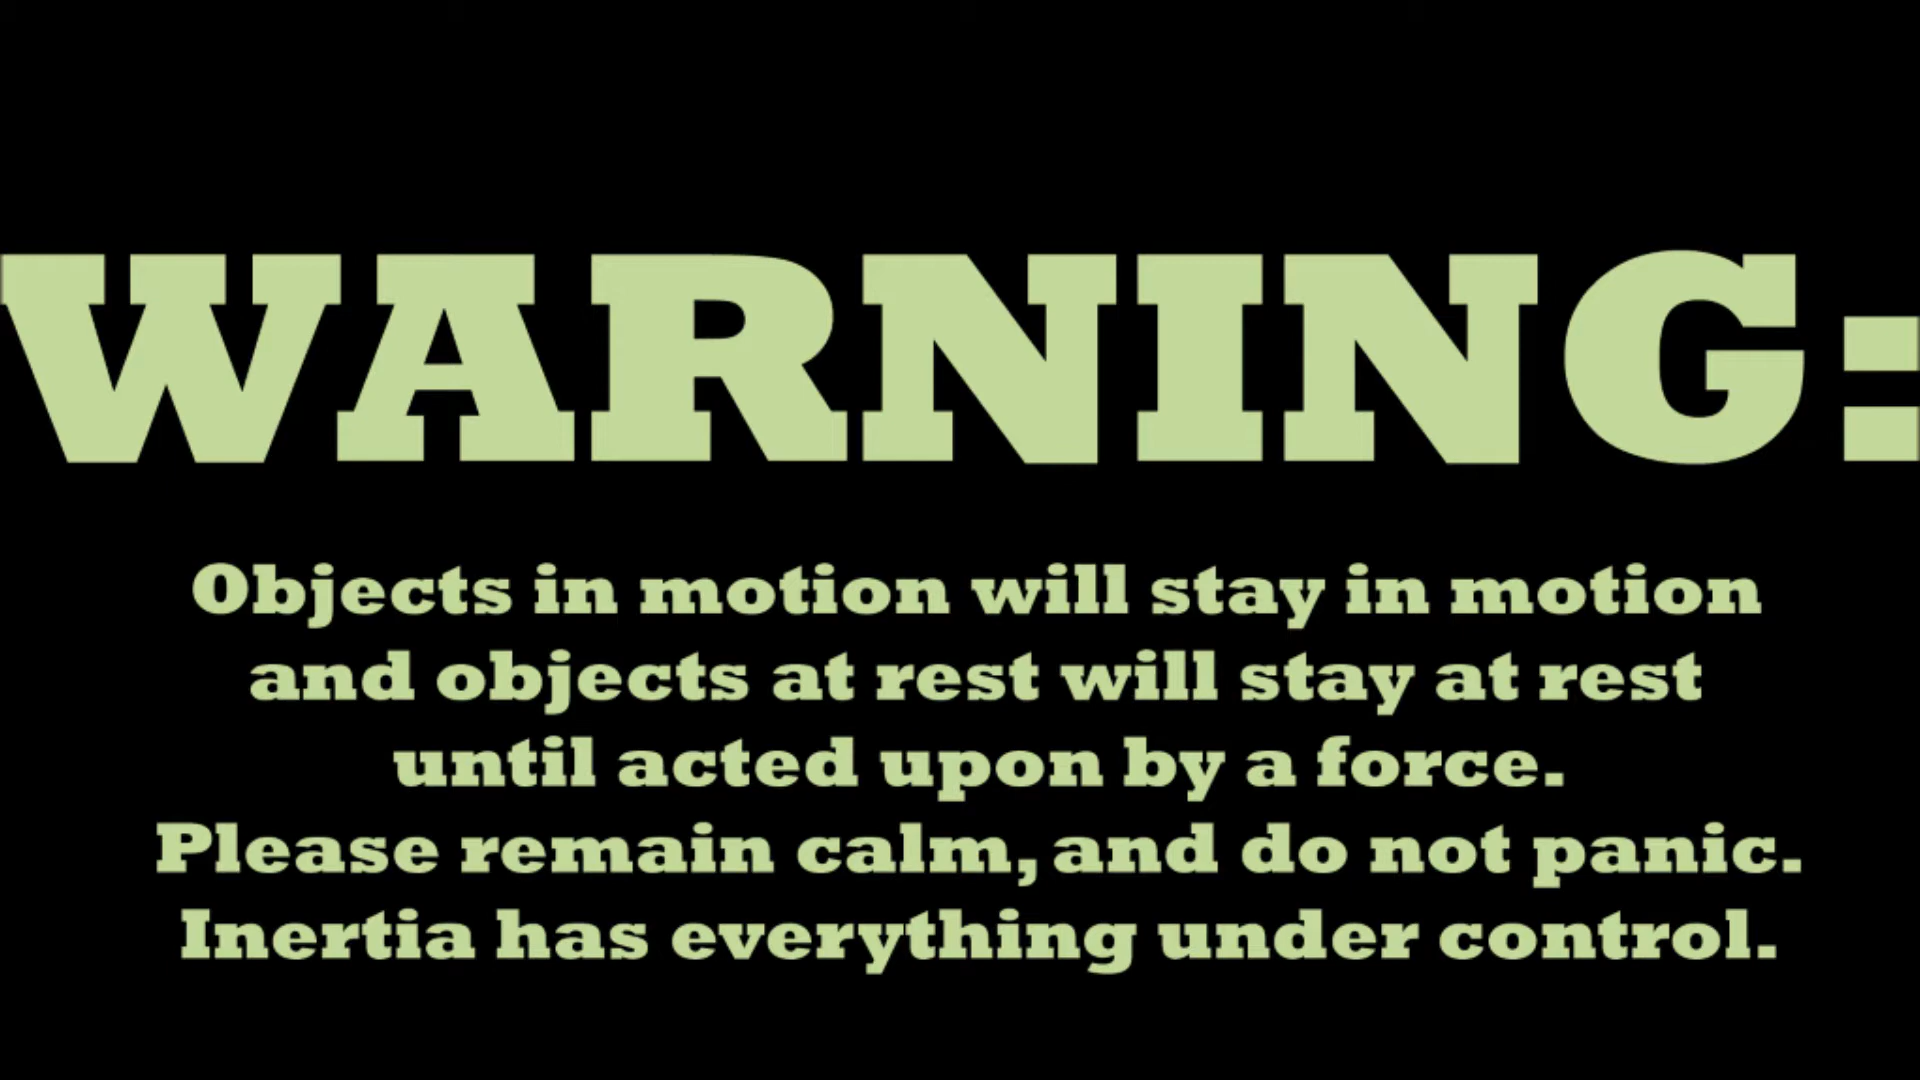 WARNING:
Objects in motion will stay in motion
and objects at rest will stay at rest
until acted upon by a force.
Please remain calm, and do not panic.
Inertia has everything under control.